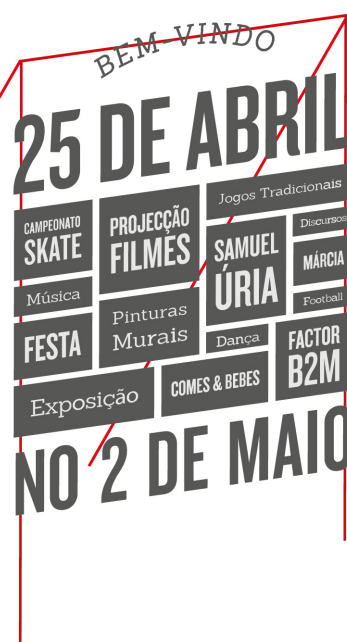 BEM-VINDO
25 DE ABRIL
CAMPEONATO
SKATE
PROJECÇÃO
FILMES
Jogos Tradicionais
SAMUEL
ÚRIA
Discursos
MÁRCIA
Música
Pinturas
Murais
Football
FESTA
Dança
FACTOR
B2M
Exposição
COMES & BEBES
NO 2 DE MAIO